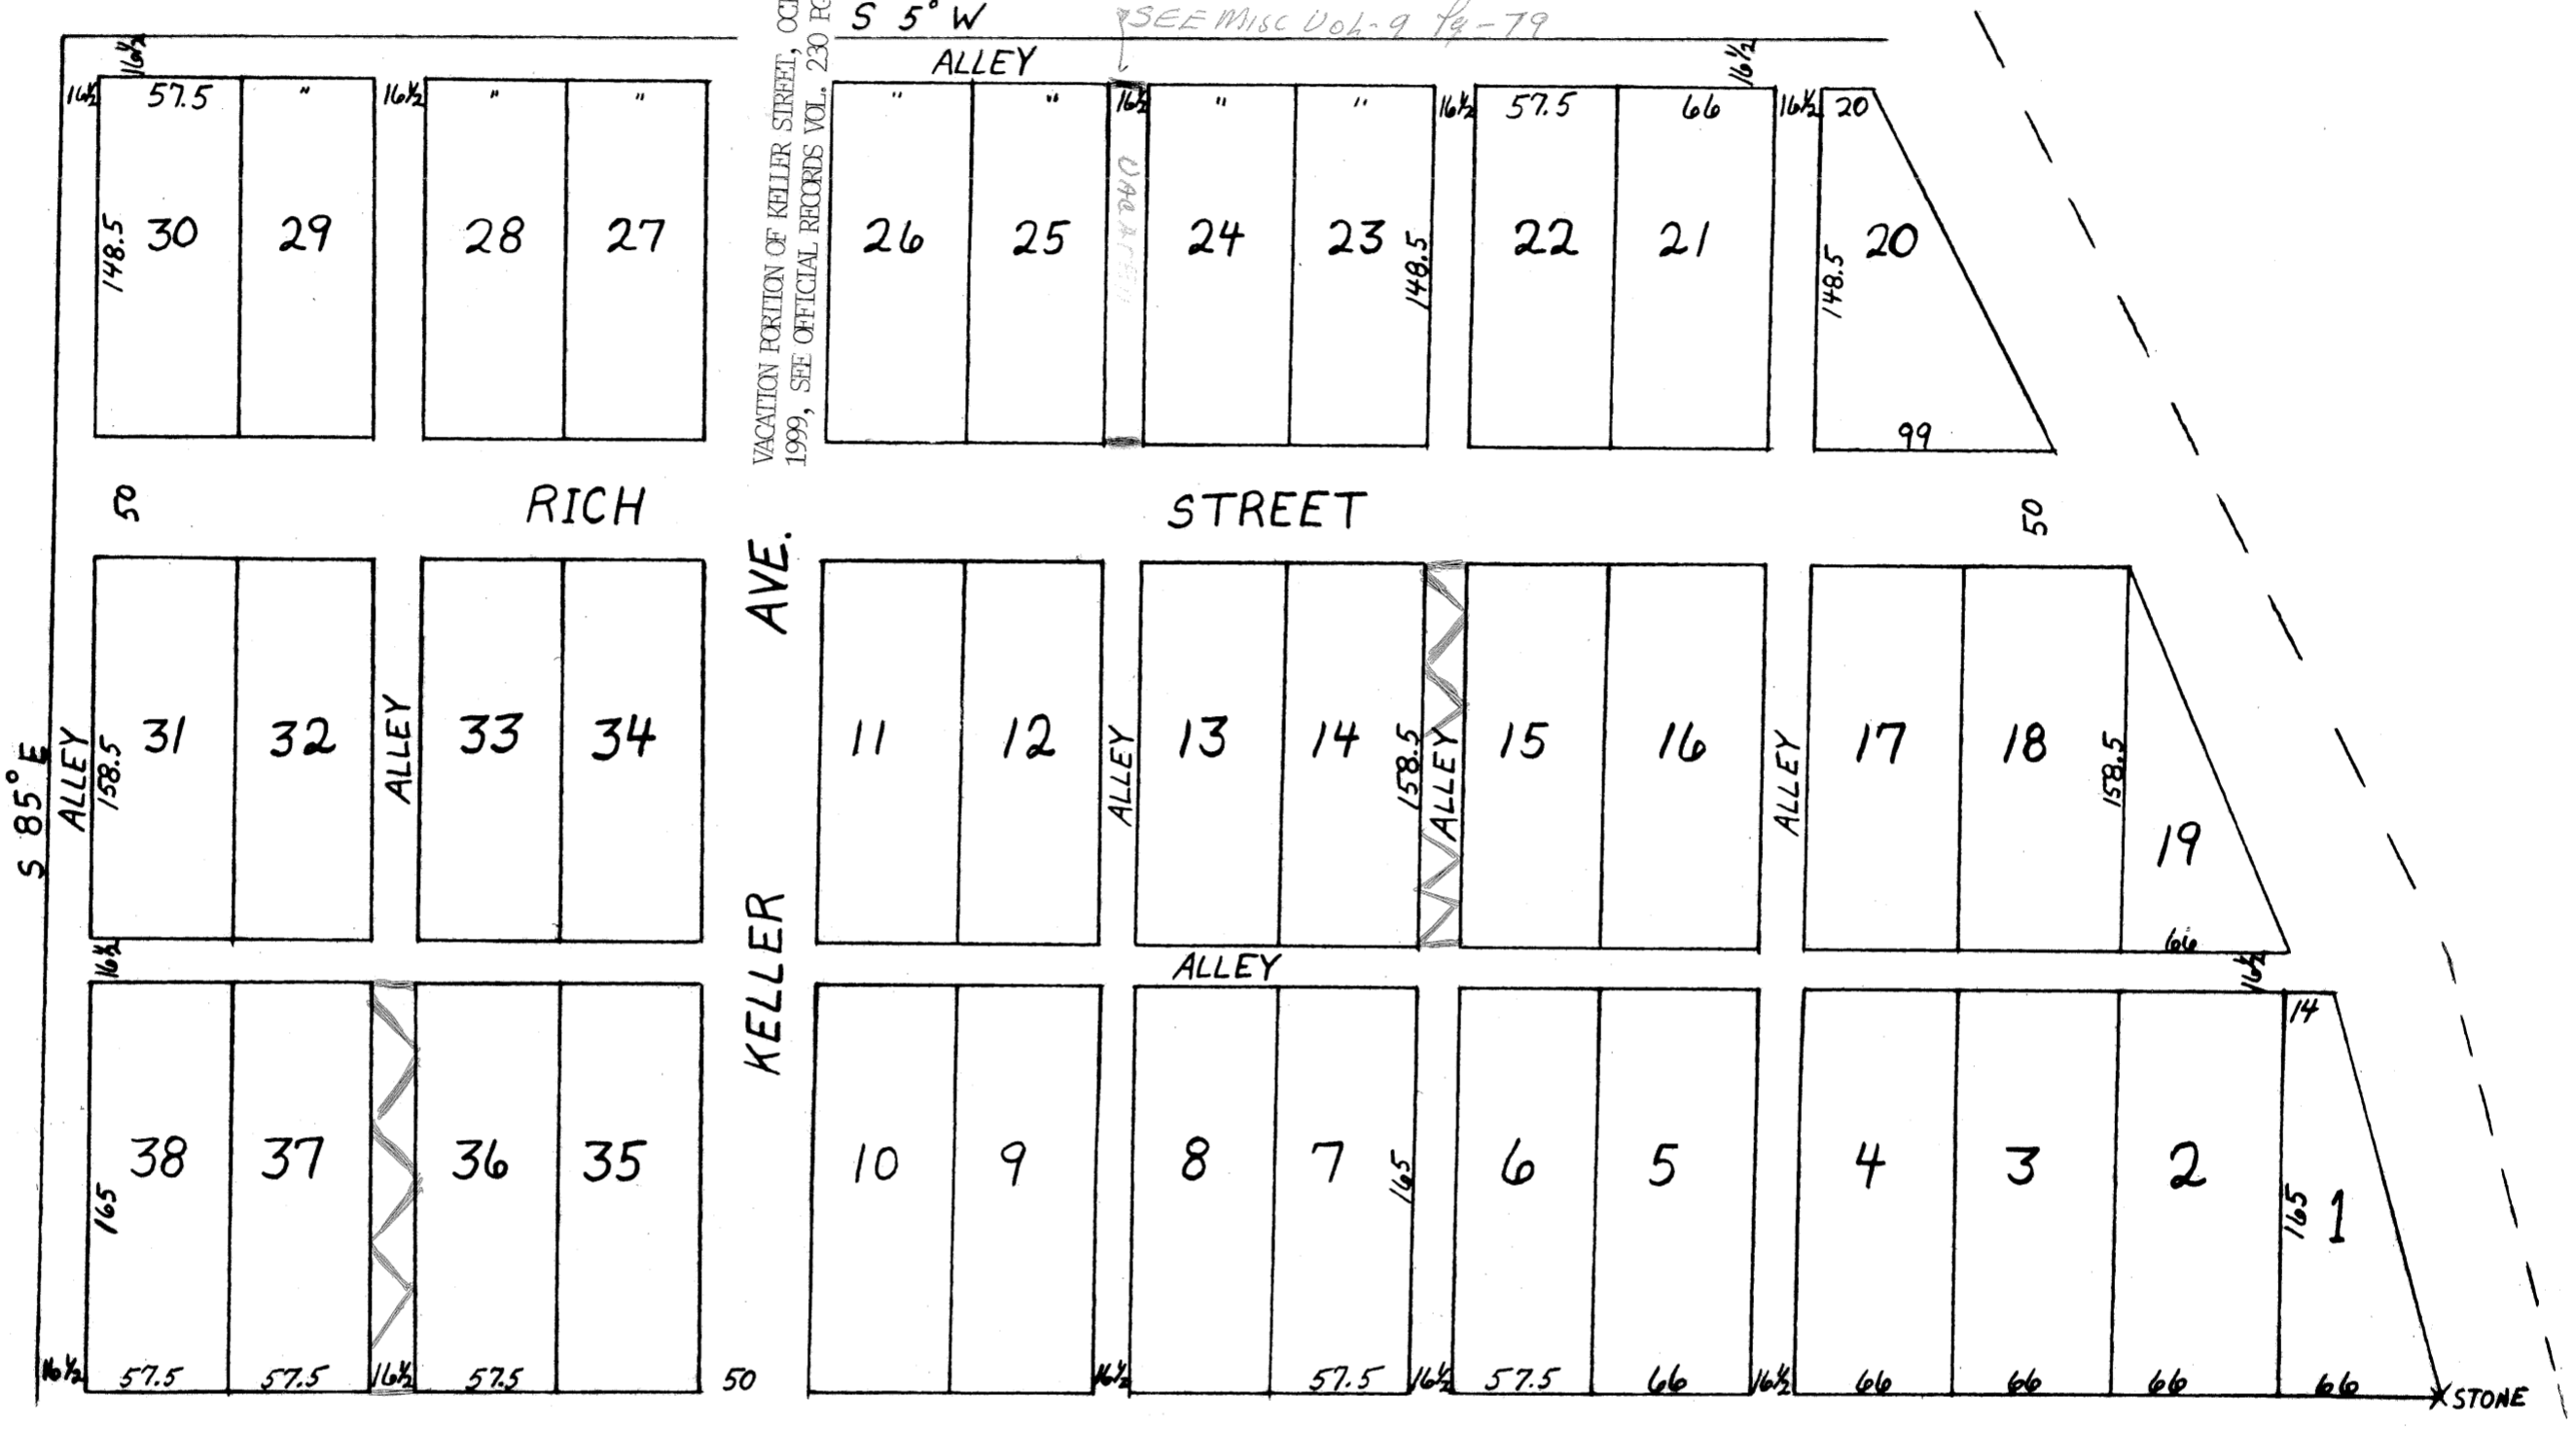 S 5° W
SEE Misc Vol-9 Pg-79
ALLEY
16½
16½
VACATION PORTION OF KELLER STREET,
1999, SEE OFFICIAL RECORDS VOL. 230
16½ 57.5 " 16½ " " " " 16½ " " 16½ 57.5 66 16½ 20
148.5 30 29 28 27 26 25 24 23 148.5 22 21 148.5 20
99
50 RICH STREET 50
KELLER AVE.
S 85° E
ALLEY 158.5 31 32 ALLEY 33 34 11 12 ALLEY 13 14 158.5 ALLEY 15 16 ALLEY 17 18 158.5 19
66
16½ ALLEY 16½
14
165 38 37 36 35 10 9 8 7 165 6 5 4 3 2 165 1
16½ 57.5 57.5 16½ 57.5 50 16½ 57.5 16½ 57.5 66 16½ 66 66 66 66 STONE